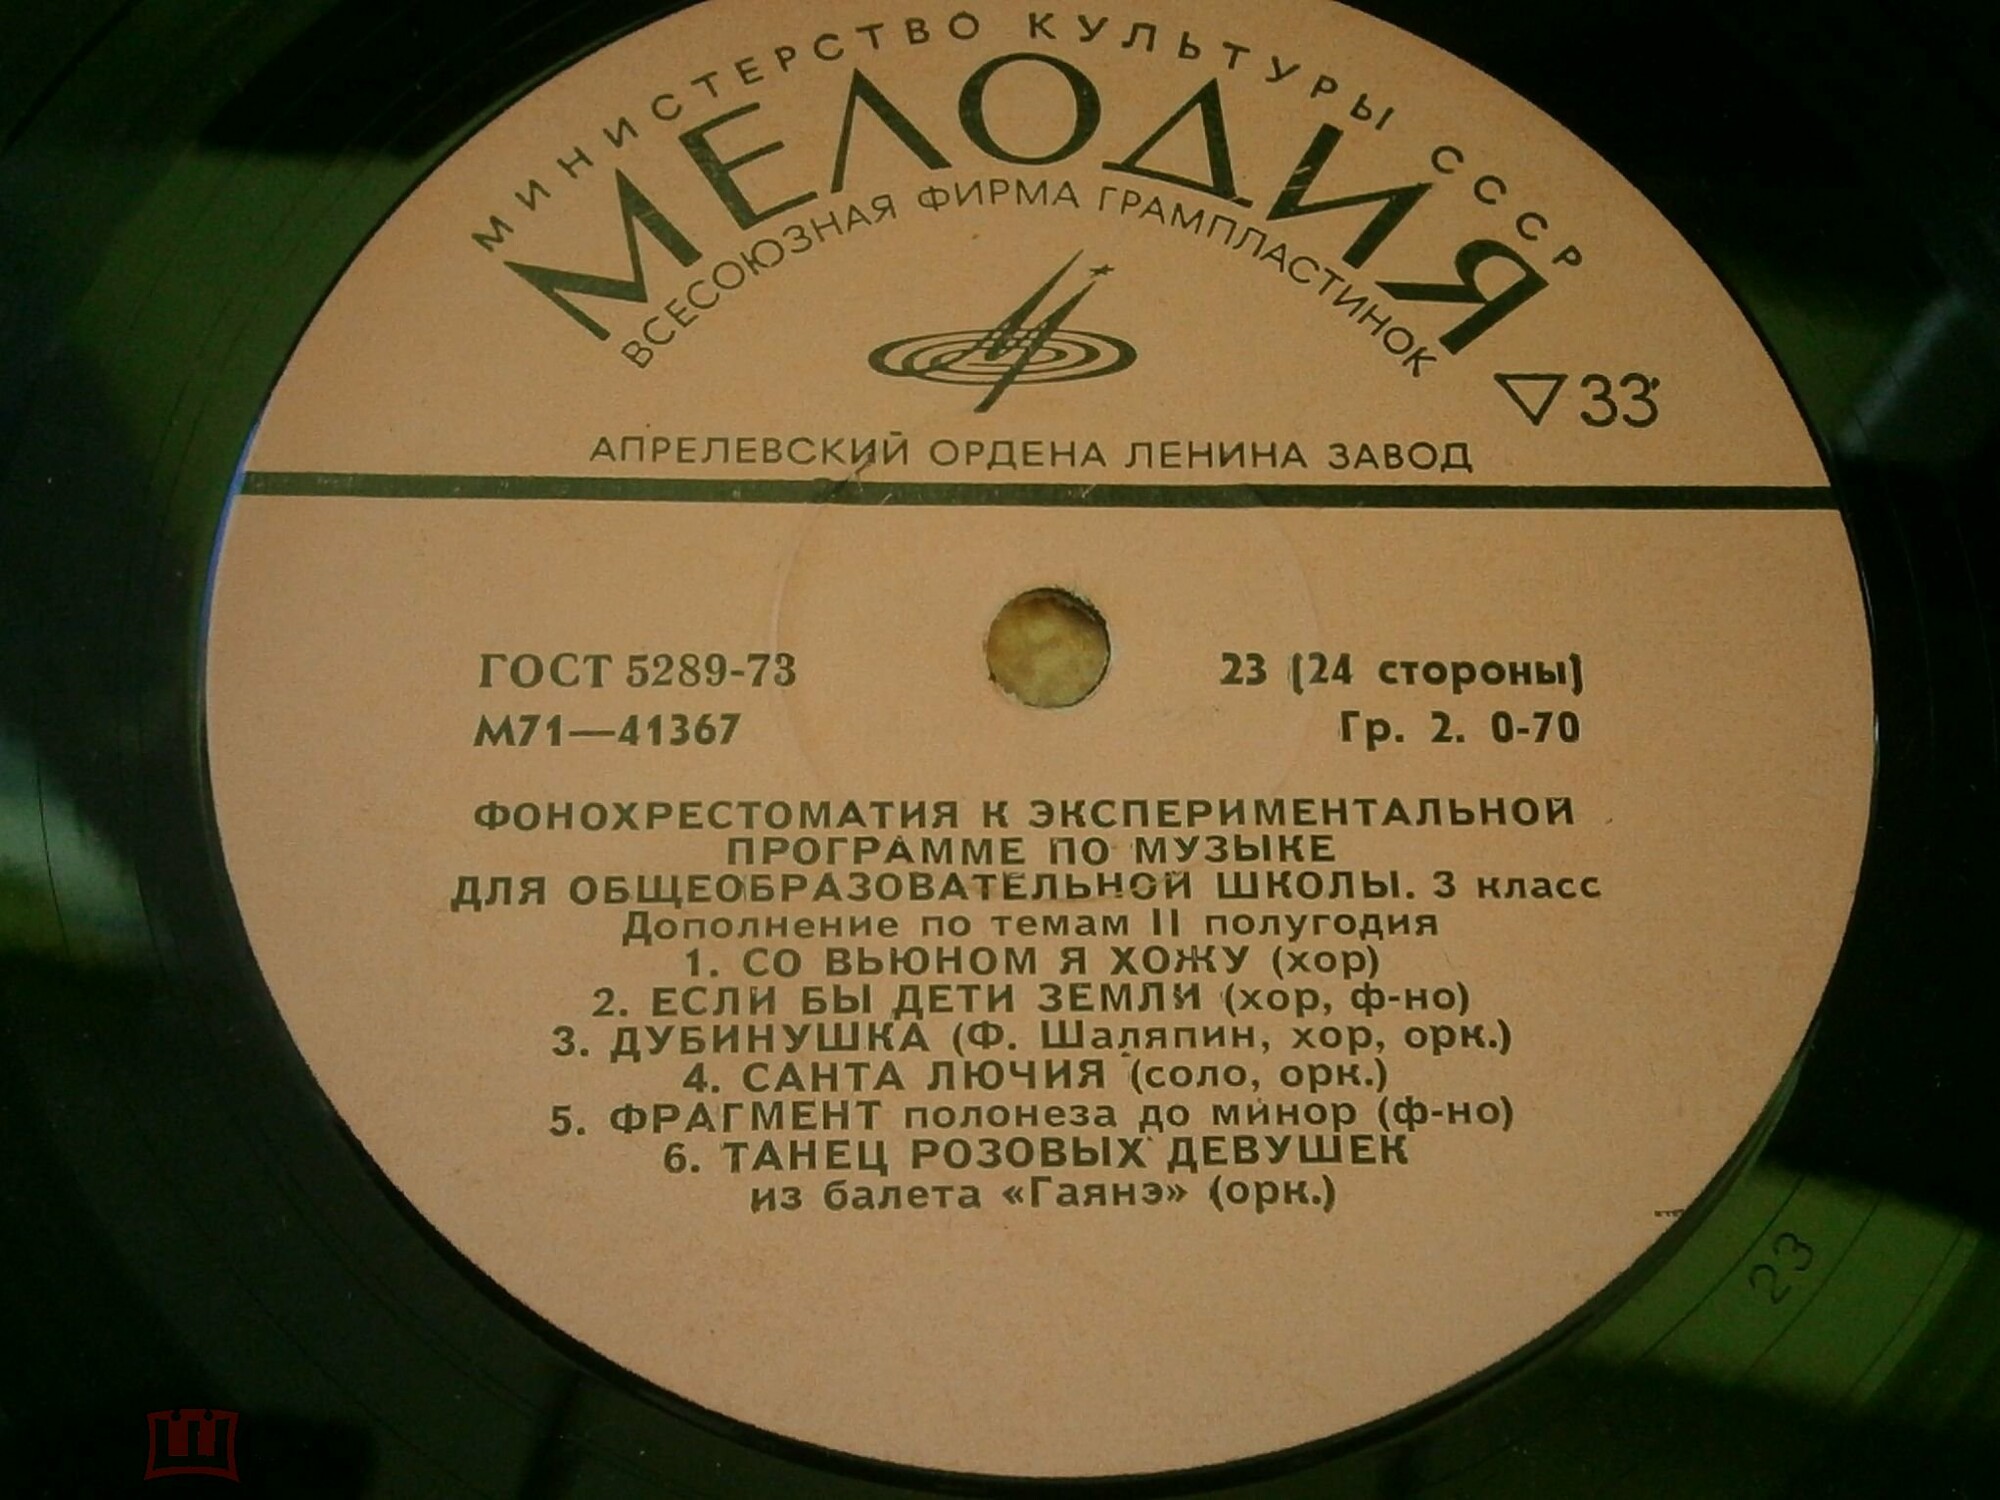 МИНИСТЕРСТВО КУЛЬТУРЫ СССР
МЕЛОДИЯ
ВСЕСОЮЗНАЯ ФИРМА ГРАМПЛАСТИНОК
▽ 33
АПРЕЛЕВСКИЙ ОРДЕНА ЛЕНИНА ЗАВОД
ГОСТ 5289-73
23 (24 стороны)
М71—41367
Гр. 2. 0-70
ФОНОХРЕСТОМАТИЯ К ЭКСПЕРИМЕНТАЛЬНОЙ
ПРОГРАММЕ ПО МУЗЫКЕ
ДЛЯ ОБЩЕОБРАЗОВАТЕЛЬНОЙ ШКОЛЫ. 3 класс
Дополнение по темам II полугодия
1. СО ВЬЮНОМ Я ХОЖУ (хор)
2. ЕСЛИ БЫ ДЕТИ ЗЕМЛИ (хор, ф-но)
3. ДУБИНУШКА (Ф. Шаляпин, хор, орк.)
4. САНТА ЛЮЧИЯ (соло, орк.)
5. ФРАГМЕНТ полонеза до минор (ф-но)
6. ТАНЕЦ РОЗОВЫХ ДЕВУШЕК
из балета «Гаянэ» (орк.)
23